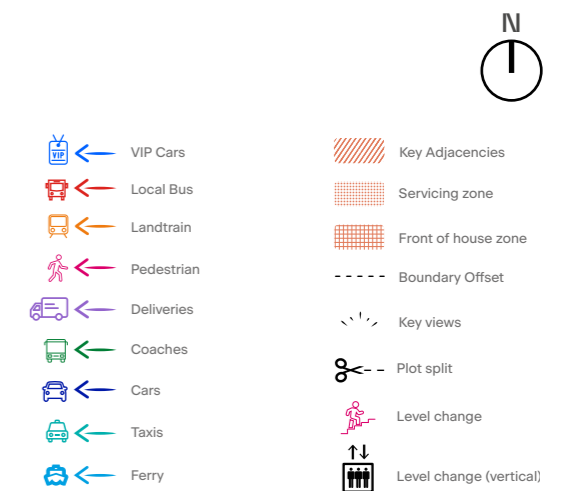 N
VIP
VIP Cars
Local Bus
Landtrain
Pedestrian
Deliveries
Coaches
Cars
Taxis
Ferry
Key Adjacencies
Servicing zone
Front of house zone
Boundary Offset
Key views
Plot split
Level change
Level change (vertical)